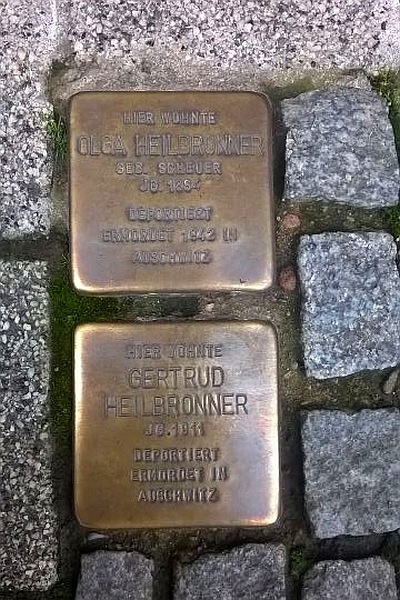 HIER WOHNTE
OLGA HEILBRONNER
GEB. SCHEUER
JG. 1884
DEPORTIERT
ERMORDET 1942 IN
AUSCHWITZ
HIER WOHNTE
GERTRUD
HEILBRONNER
JG. 1911
DEPORTIERT
ERMORDET IN
AUSCHWITZ